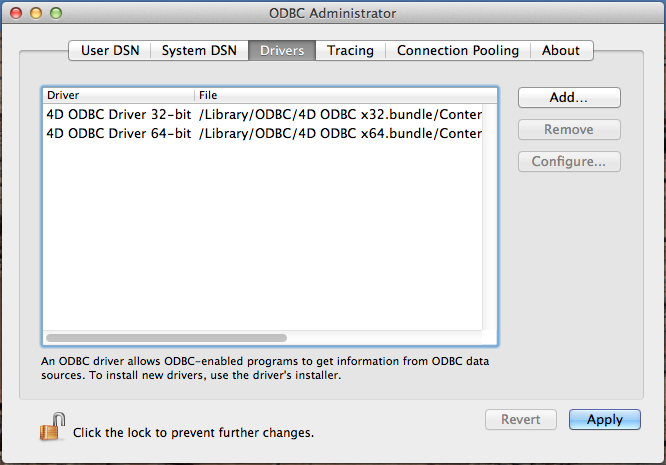 ODBC Administrator
User DSN System DSN Drivers Tracing Connection Pooling About
Driver File
4D ODBC Driver 32-bit /Library/ODBC/4D ODBC x32.bundle/Conter
4D ODBC Driver 64-bit /Library/ODBC/4D ODBC x64.bundle/Conter
Add...
Remove
Configure...
An ODBC driver allows ODBC-enabled programs to get information from ODBC data
sources. To install new drivers, use the driver's installer.
Click the lock to prevent further changes.
Revert Apply